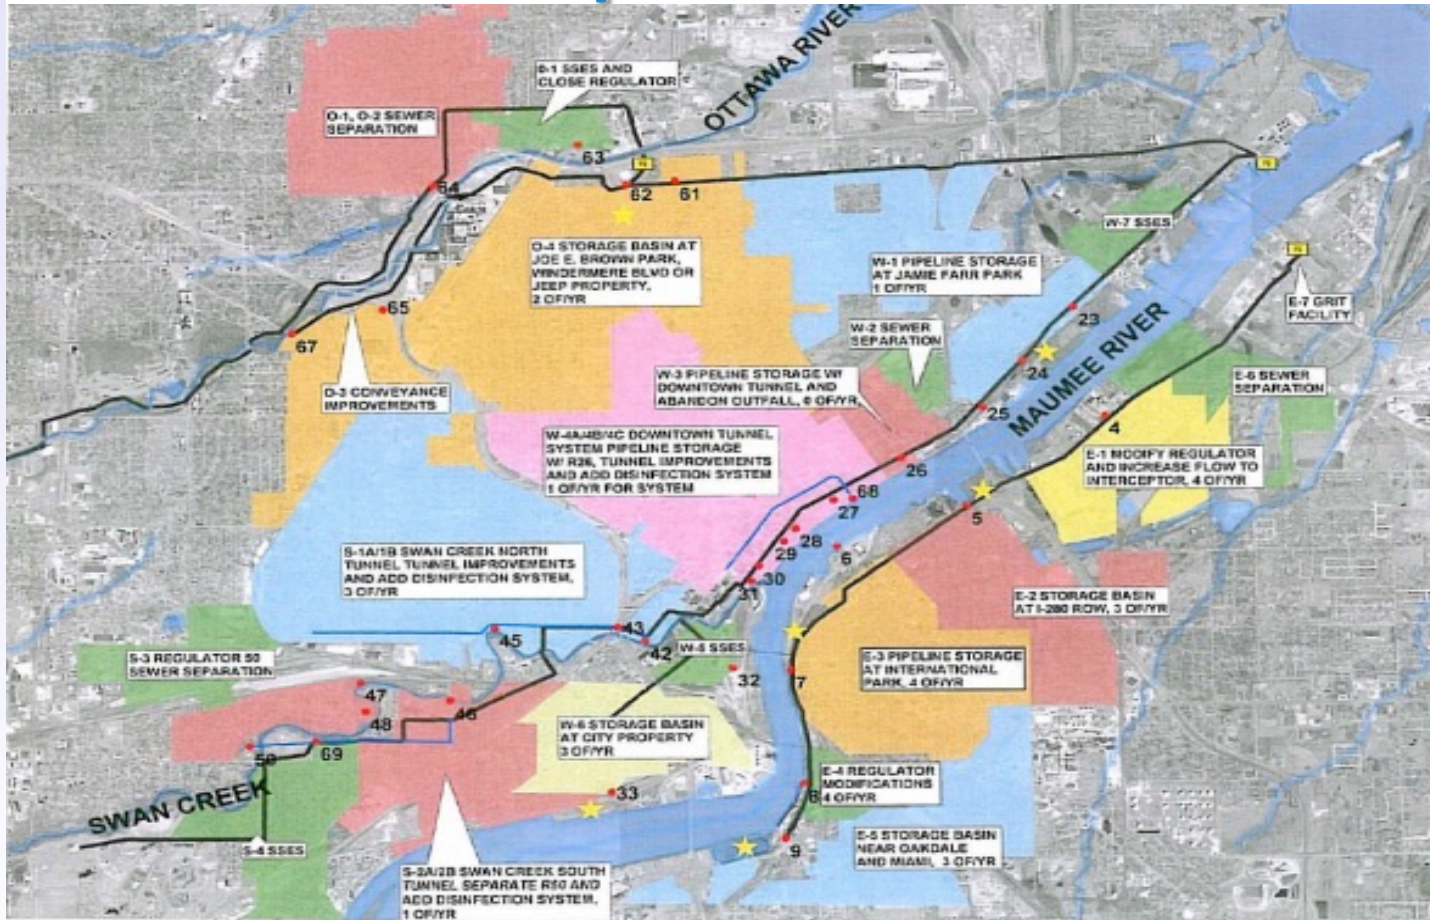 OTTAWA RIVER
O-1 SSES AND
CLOSE REGULATOR
O-1, O-2 SEWER
SEPARATION
63
64
62
61
O-4 STORAGE BASIN AT
JOE E. BROWN PARK,
WINDERMERE BLVD OR
JEEP PROPERTY,
2 OF/YR
W-7 SSES
W-1 PIPELINE STORAGE
AT JAMIE FARR PARK
1 OF/YR
E-7 GRIT
FACILITY
65
67
23
MAUMEE RIVER
W-2 SEWER
SEPARATION
24
O-3 CONVEYANCE
IMPROVEMENTS
W-3 PIPELINE STORAGE W/
DOWNTOWN TUNNEL AND
ABANDON OUTFALL, 0 OF/YR
E-6 SEWER
SEPARATION
25
4
W-4A/4B/4C DOWNTOWN TUNNEL
SYSTEM PIPELINE STORAGE
W/ R26, TUNNEL IMPROVEMENTS
AND ADD DISINFECTION SYSTEM
1 OF/YR FOR SYSTEM
E-1 MODIFY REGULATOR
AND INCREASE FLOW TO
INTERCEPTOR, 4 OF/YR
26
68
27
5
28
29
6
30
31
S-1A/1B SWAN CREEK NORTH
TUNNEL TUNNEL IMPROVEMENTS
AND ADD DISINFECTION SYSTEM,
3 OF/YR
E-2 STORAGE BASIN
AT I-280 ROW, 3 OF/YR
45
43
42
W-5 SSES
S-3 REGULATOR 50
SEWER SEPARATION
32
7
E-3 PIPELINE STORAGE
AT INTERNATIONAL
PARK, 4 OF/YR
47
48
46
W-6 STORAGE BASIN
AT CITY PROPERTY
3 OF/YR
50
69
SWAN CREEK
33
8
E-4 REGULATOR
MODIFICATIONS
4 OF/YR
9
E-5 STORAGE BASIN
NEAR OAKDALE
AND MIAMI, 3 OF/YR
S-4 SSES
S-2A/2B SWAN CREEK SOUTH
TUNNEL SEPARATE R50 AND
ADD DISINFECTION SYSTEM,
1 OF/YR